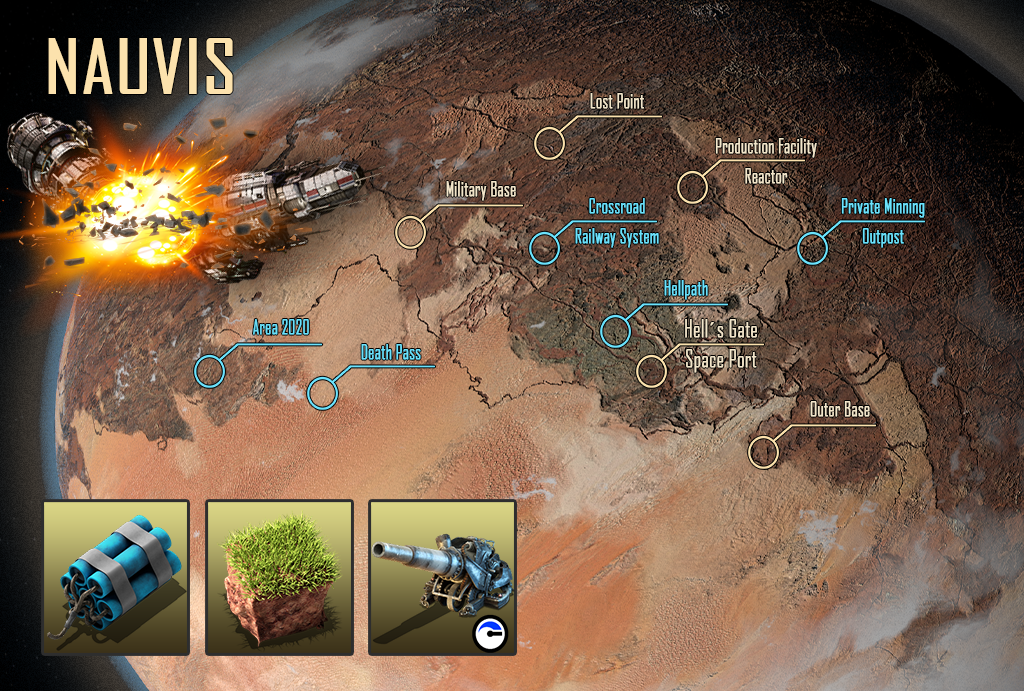 NAUVIS
Lost Point
Production Facility
Reactor
Military Base
Crossroad
Railway System
Private Minning
Outpost
Hellpath
Hell´s Gate
Space Port
Area 2020
Death Pass
Outer Base